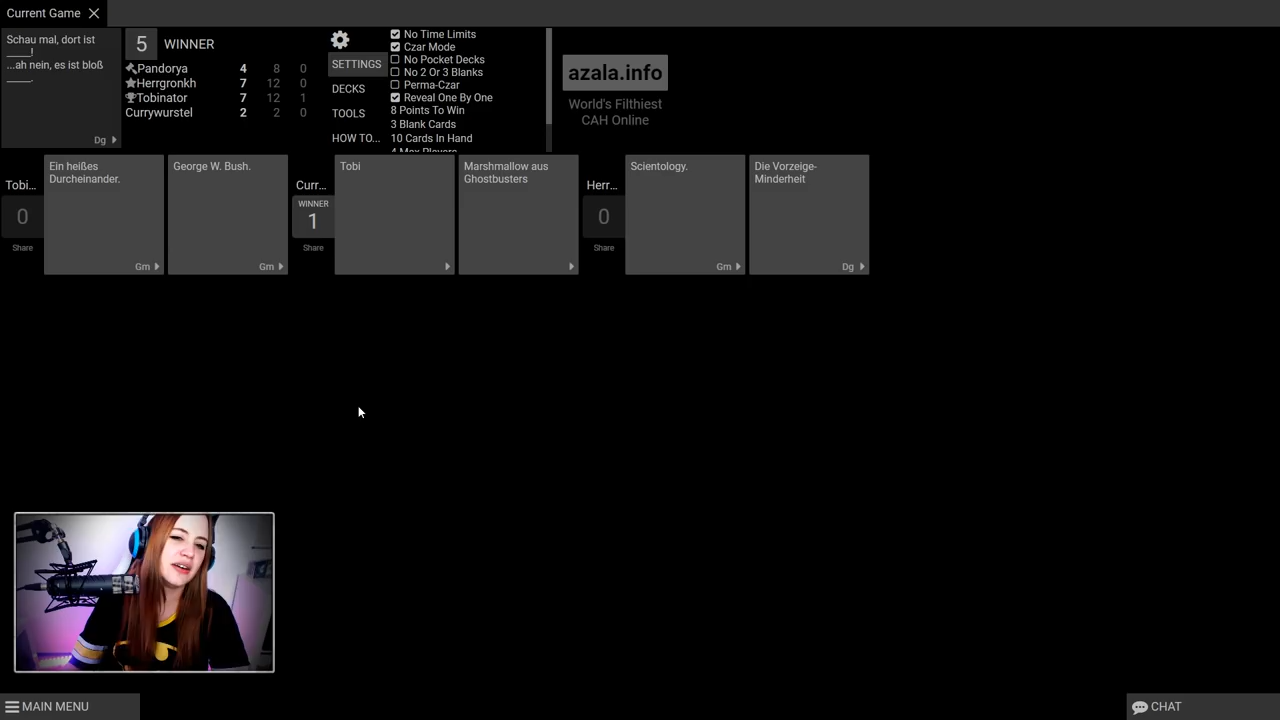 Current Game
Schau mal, dort ist
_____!
...ah nein, es ist bloß
_____.
Dg
5 WINNER
Pandorya 4 8 0
Herrgronkh 7 12 0
Tobinator 7 12 1
Currywurstel 2 2 0
SETTINGS
DECKS
TOOLS
HOW TO...
No Time Limits
Czar Mode
No Pocket Decks
No 2 Or 3 Blanks
Perma-Czar
Reveal One By One
8 Points To Win
3 Blank Cards
10 Cards In Hand
4 Max Players
azala.info
World's Filthiest
CAH Online
Tobi...
0
Share
Ein heißes
Durcheinander.
Gm
George W. Bush.
Gm
Curr...
WINNER
1
Share
Tobi
Marshmallow aus
Ghostbusters
Herr...
0
Share
Scientology.
Gm
Die Vorzeige-
Minderheit
Dg
MAIN MENU
CHAT